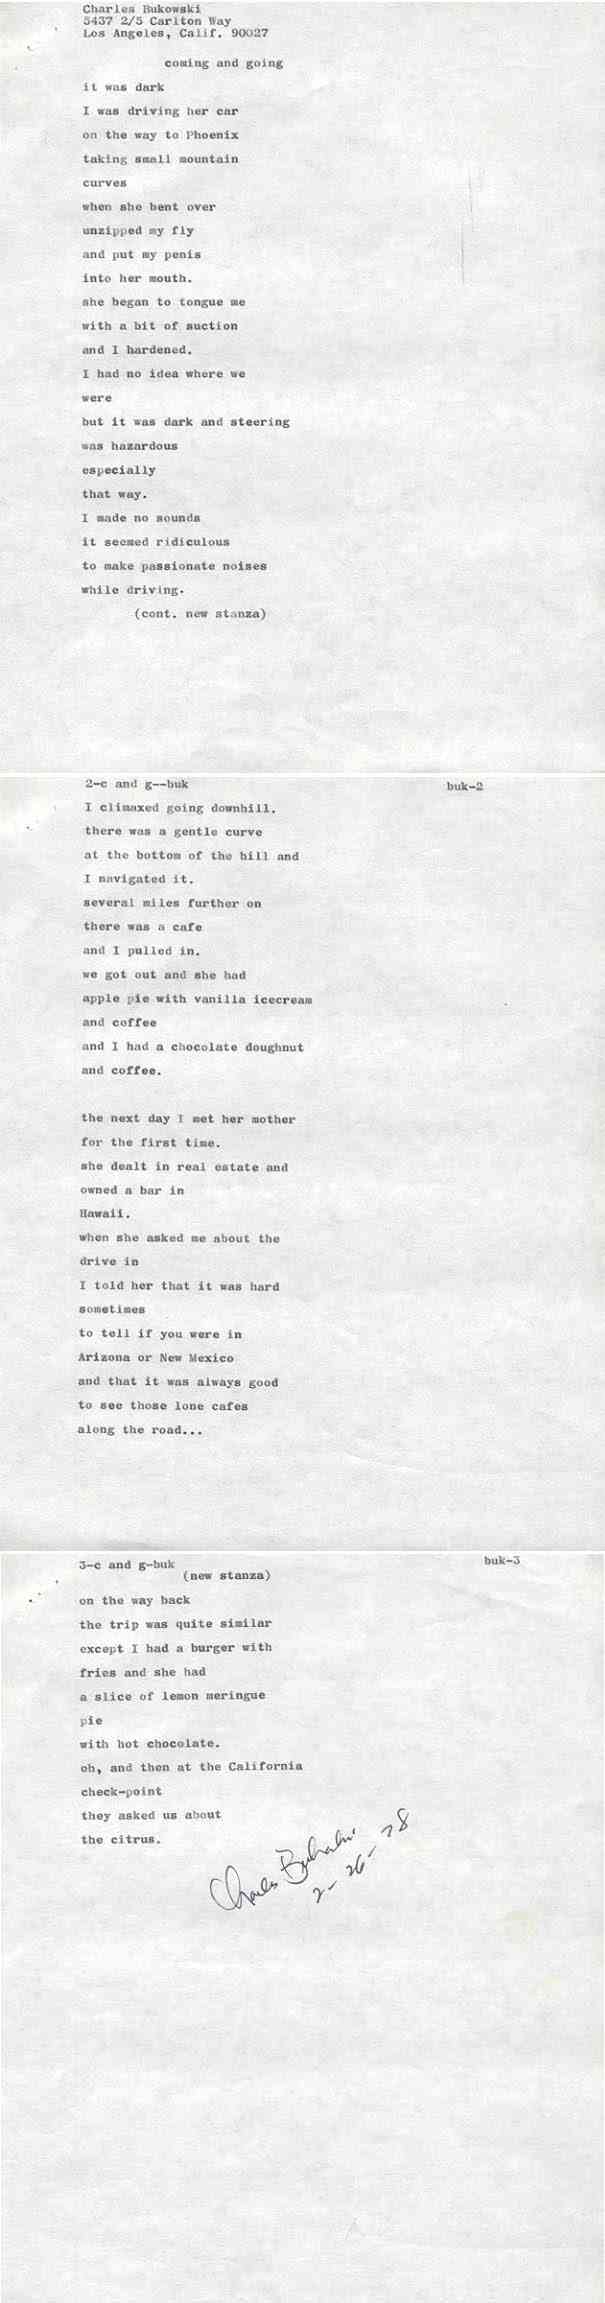 Charles Bukowski
5437 2/5 Carlton Way
Los Angeles, Calif. 90027
coming and going
it was dark
I was driving her car
on the way to Phoenix
taking small mountain
curves
when she bent over
unzipped my fly
and put my penis
into her mouth.
she began to tongue me
with a bit of suction
and I hardened.
I had no idea where we
were
but it was dark and steering
was hazardous
especially
that way.
I made no sounds
it seemed ridiculous
to make passionate noises
while driving.
(cont. new stanza)
2-c and g--buk buk-2
I climaxed going downhill.
there was a gentle curve
at the bottom of the hill and
I navigated it.
several miles further on
there was a cafe
and I pulled in.
we got out and she had
apple pie with vanilla icecream
and coffee
and I had a chocolate doughnut
and coffee.
the next day I met her mother
for the first time.
she dealt in real estate and
owned a bar in
Hawaii.
when she asked me about the
drive in
I told her that it was hard
sometimes
to tell if you were in
Arizona or New Mexico
and that it was always good
to see those lone cafes
along the road...
3-c and g-buk buk-3
(new stanza)
on the way back
the trip was quite similar
except I had a burger with
fries and she had
a slice of lemon meringue
pie
with hot chocolate.
oh, and then at the California
check-point
they asked us about
the citrus.
Charles Bukowski
2-26-78